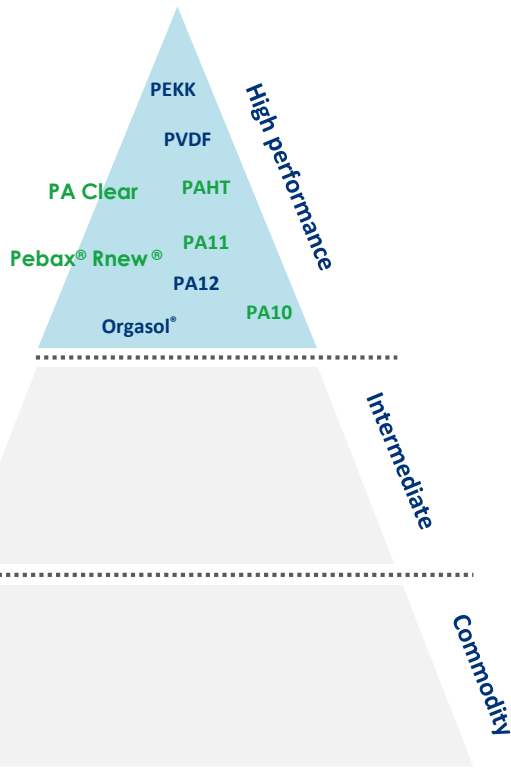 PEKK
High performance
PVDF
PA Clear
PAHT
PA11
Pebax® Rnew®
PA12
PA10
Orgasol®
Intermediate
Commodity